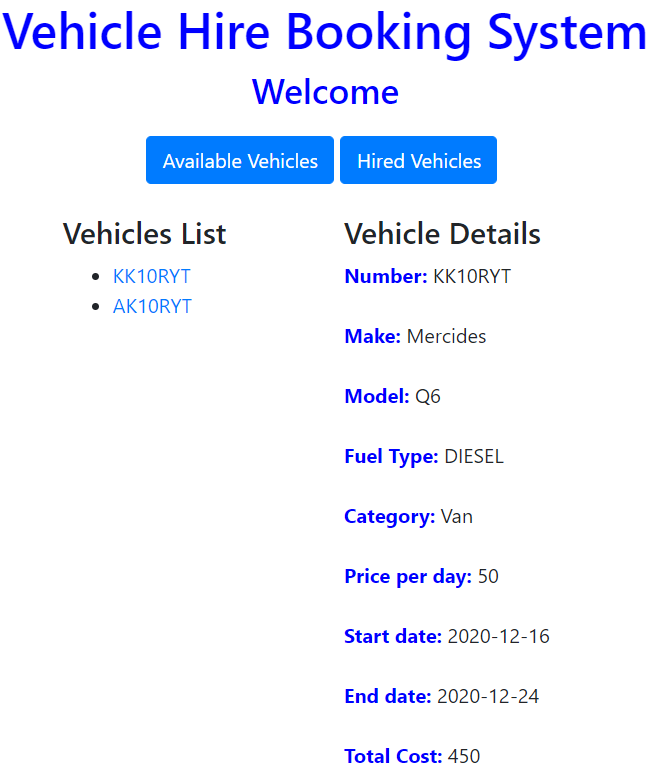 Vehicle Hire Booking System
Welcome
Available Vehicles
Hired Vehicles
Vehicles List
KK10RYT
AK10RYT
Vehicle Details
Number: KK10RYT
Make: Mercides
Model: Q6
Fuel Type: DIESEL
Category: Van
Price per day: 50
Start date: 2020-12-16
End date: 2020-12-24
Total Cost: 450